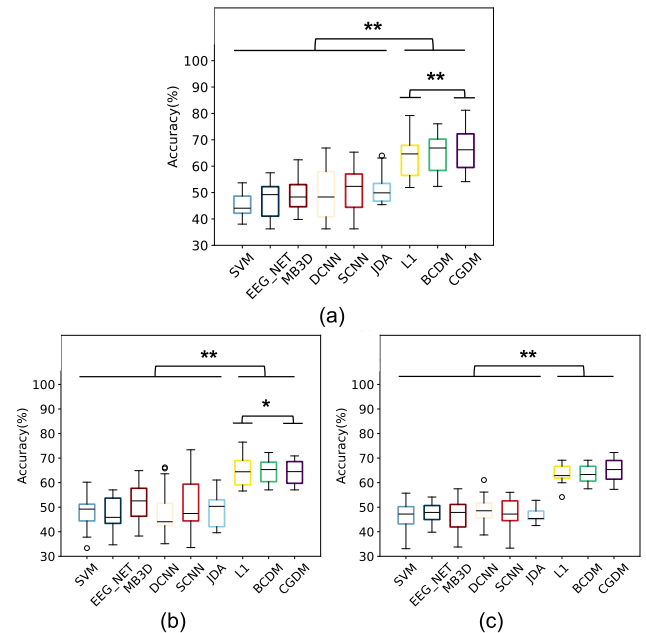 **
**
100
90
80
70
60
50
40
30
Accuracy(%)
SVM
EEG_NET
MB3D
DCNN
SCNN
JDA
L1
BCDM
CGDM
(a)
**
*
100
90
80
70
60
50
40
30
Accuracy(%)
SVM
EEG_NET
MB3D
DCNN
SCNN
JDA
L1
BCDM
CGDM
(b)
**
100
90
80
70
60
50
40
30
Accuracy(%)
SVM
EEG_NET
MB3D
DCNN
SCNN
JDA
L1
BCDM
CGDM
(c)